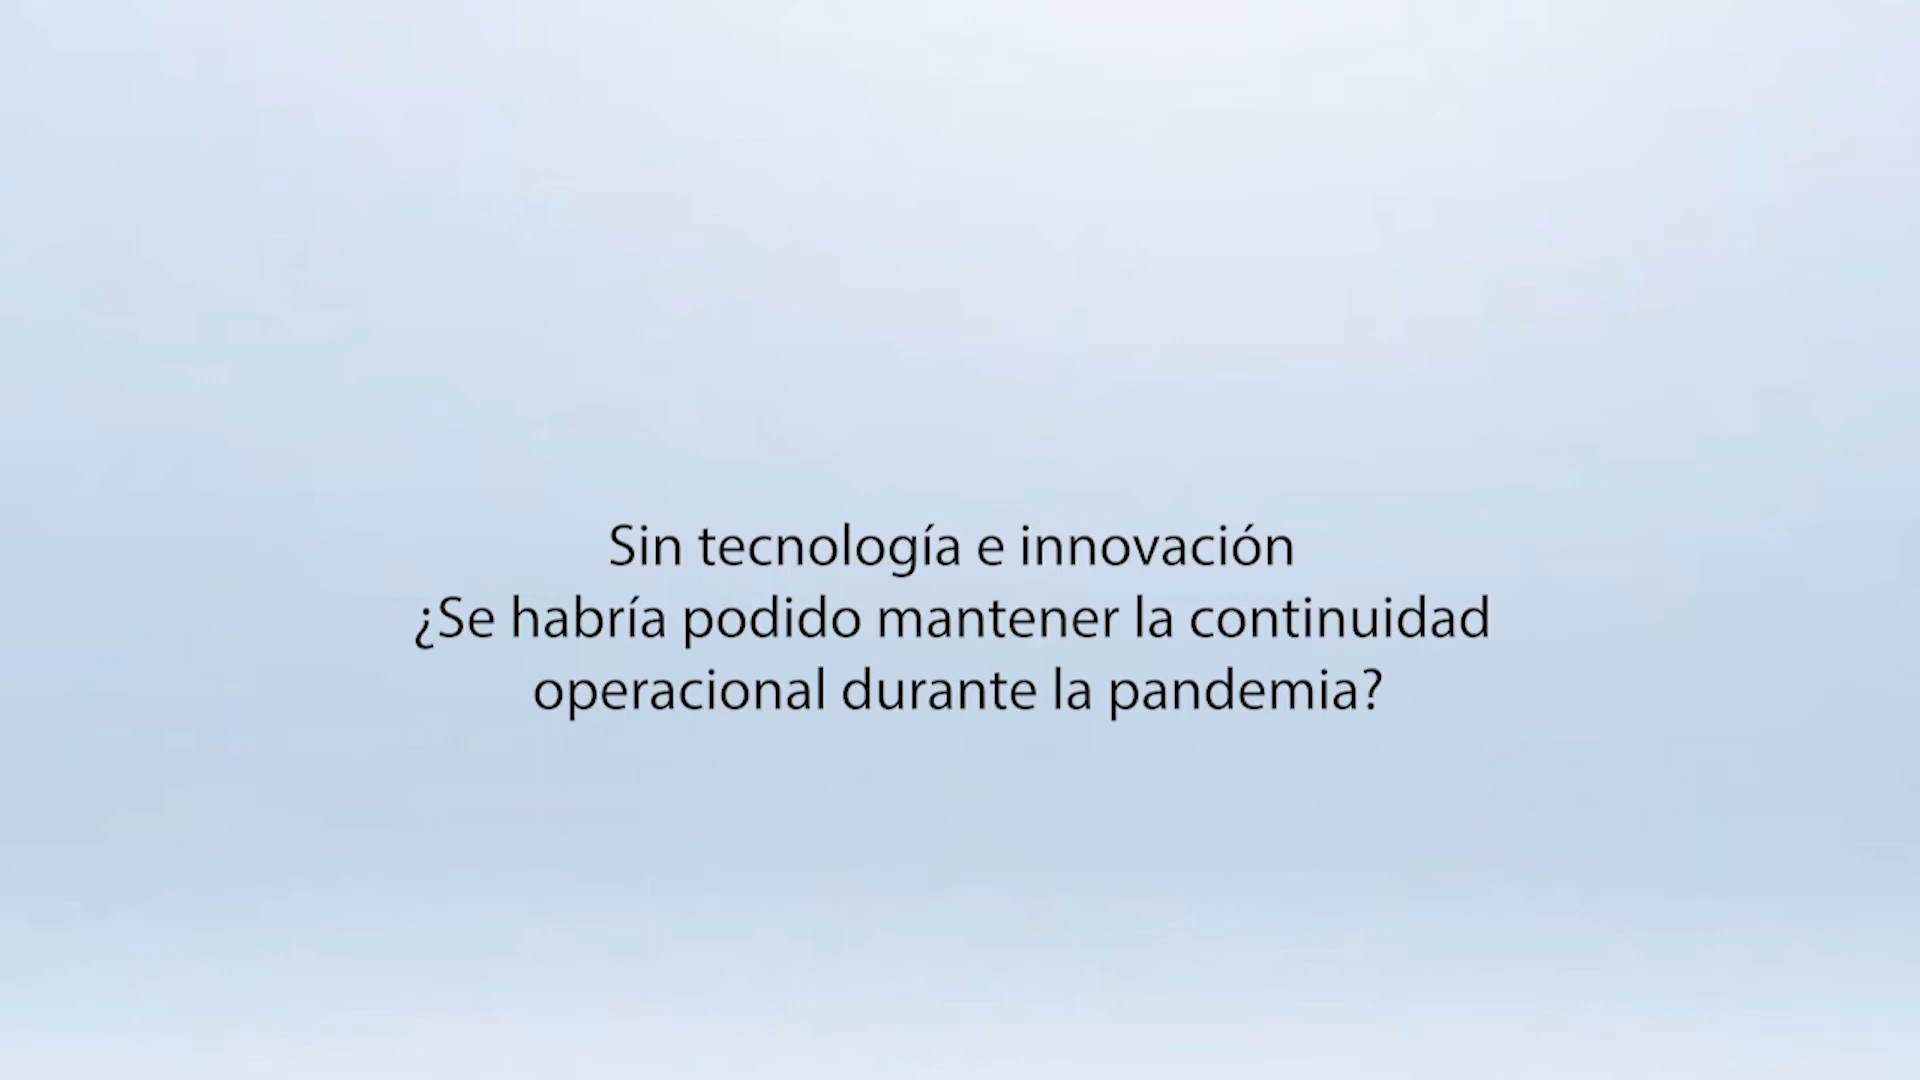 Sin tecnología e innovación
¿Se habría podido mantener la continuidad
operacional durante la pandemia?